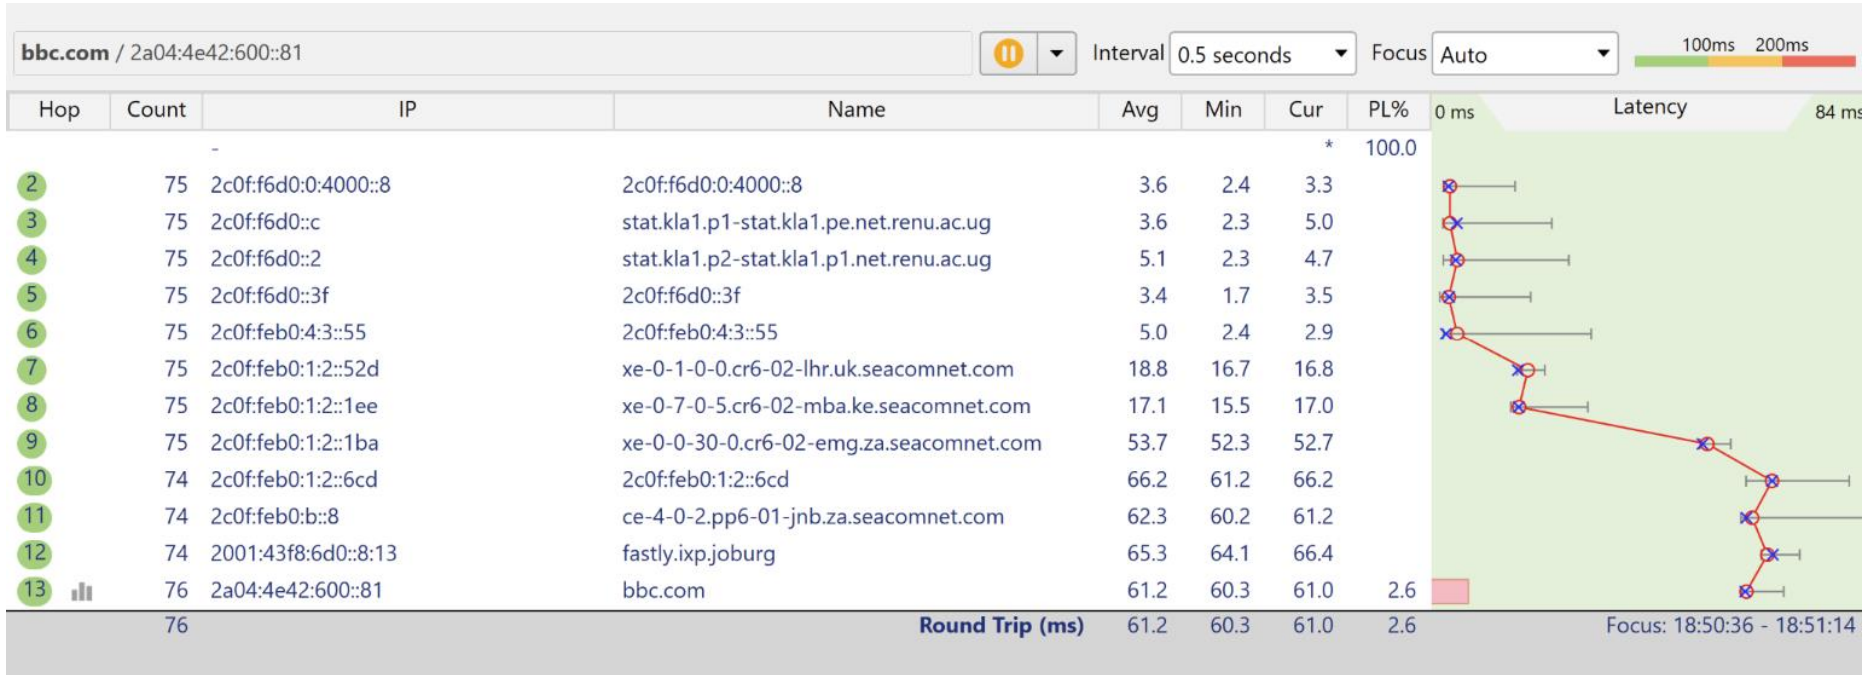 bbc.com / 2a04:4e42:600::81 Interval 0.5 seconds Focus Auto 100ms 200ms
Hop Count IP Name Avg Min Cur PL% 0 ms Latency 84 ms
- * 100.0
2 75 2c0f:f6d0:0:4000::8 2c0f:f6d0:0:4000::8 3.6 2.4 3.3
3 75 2c0f:f6d0::c stat.kla1.p1-stat.kla1.pe.net.renu.ac.ug 3.6 2.3 5.0
4 75 2c0f:f6d0::2 stat.kla1.p2-stat.kla1.p1.net.renu.ac.ug 5.1 2.3 4.7
5 75 2c0f:f6d0::3f 2c0f:f6d0::3f 3.4 1.7 3.5
6 75 2c0f:feb0:4:3::55 2c0f:feb0:4:3::55 5.0 2.4 2.9
7 75 2c0f:feb0:1:2::52d xe-0-1-0-0.cr6-02-lhr.uk.seacomnet.com 18.8 16.7 16.8
8 75 2c0f:feb0:1:2::1ee xe-0-7-0-5.cr6-02-mba.ke.seacomnet.com 17.1 15.5 17.0
9 75 2c0f:feb0:1:2::1ba xe-0-0-30-0.cr6-02-emg.za.seacomnet.com 53.7 52.3 52.7
10 74 2c0f:feb0:1:2::6cd 2c0f:feb0:1:2::6cd 66.2 61.2 66.2
11 74 2c0f:feb0:b::8 ce-4-0-2.pp6-01-jnb.za.seacomnet.com 62.3 60.2 61.2
12 74 2001:43f8:6d0::8:13 fastly.ixp.joburg 65.3 64.1 66.4
13 76 2a04:4e42:600::81 bbc.com 61.2 60.3 61.0 2.6
76 Round Trip (ms) 61.2 60.3 61.0 2.6 Focus: 18:50:36 - 18:51:14